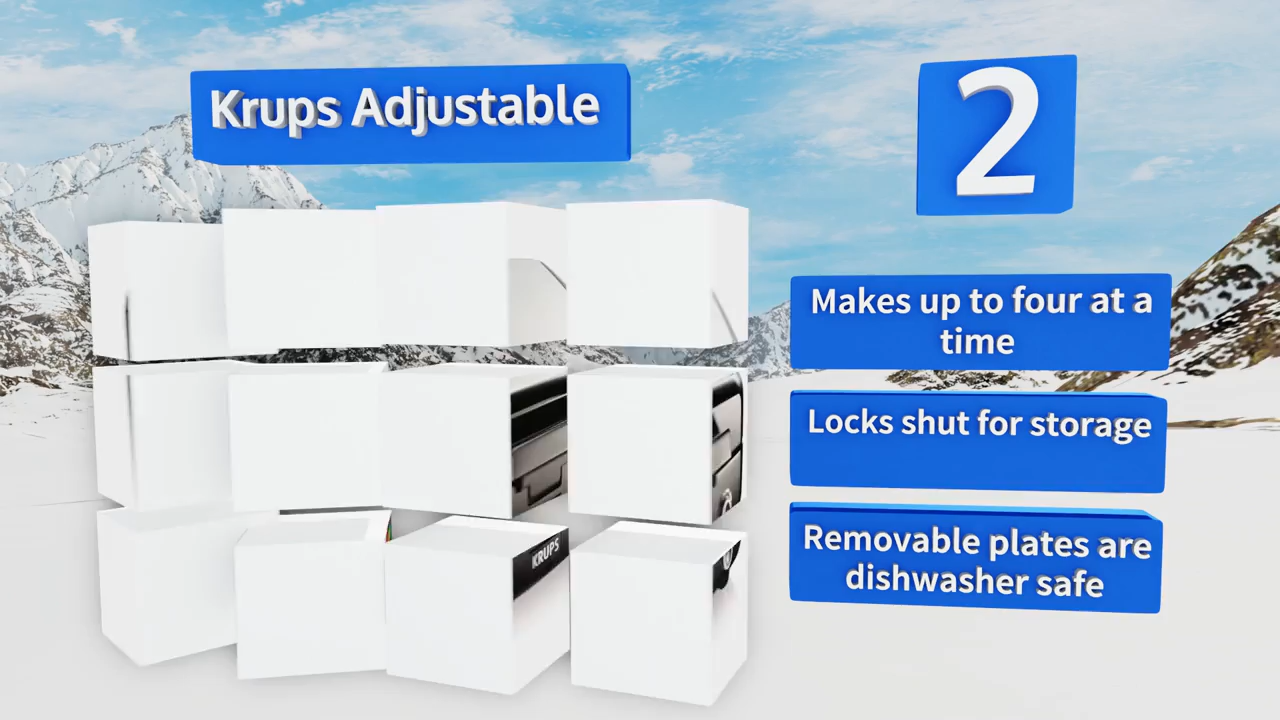 Krups Adjustable
2
Makes up to four at a
time
Locks shut for storage
Removable plates are
dishwasher safe
KRUPS